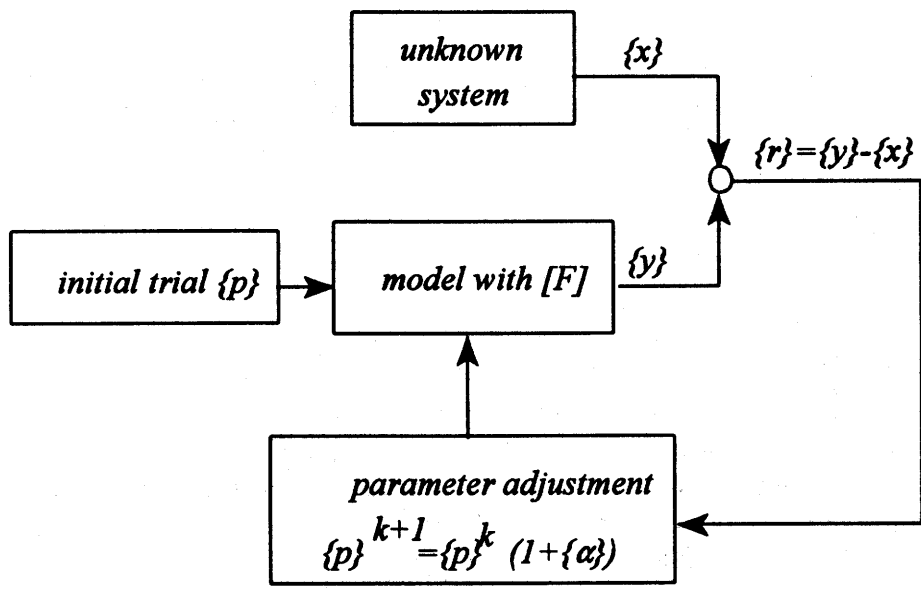 unknown
system
{x}
{r}={y}-{x}
initial trial {p}
model with [F]
{y}
parameter adjustment
{p}^{k+1}={p}^k (1+{α})